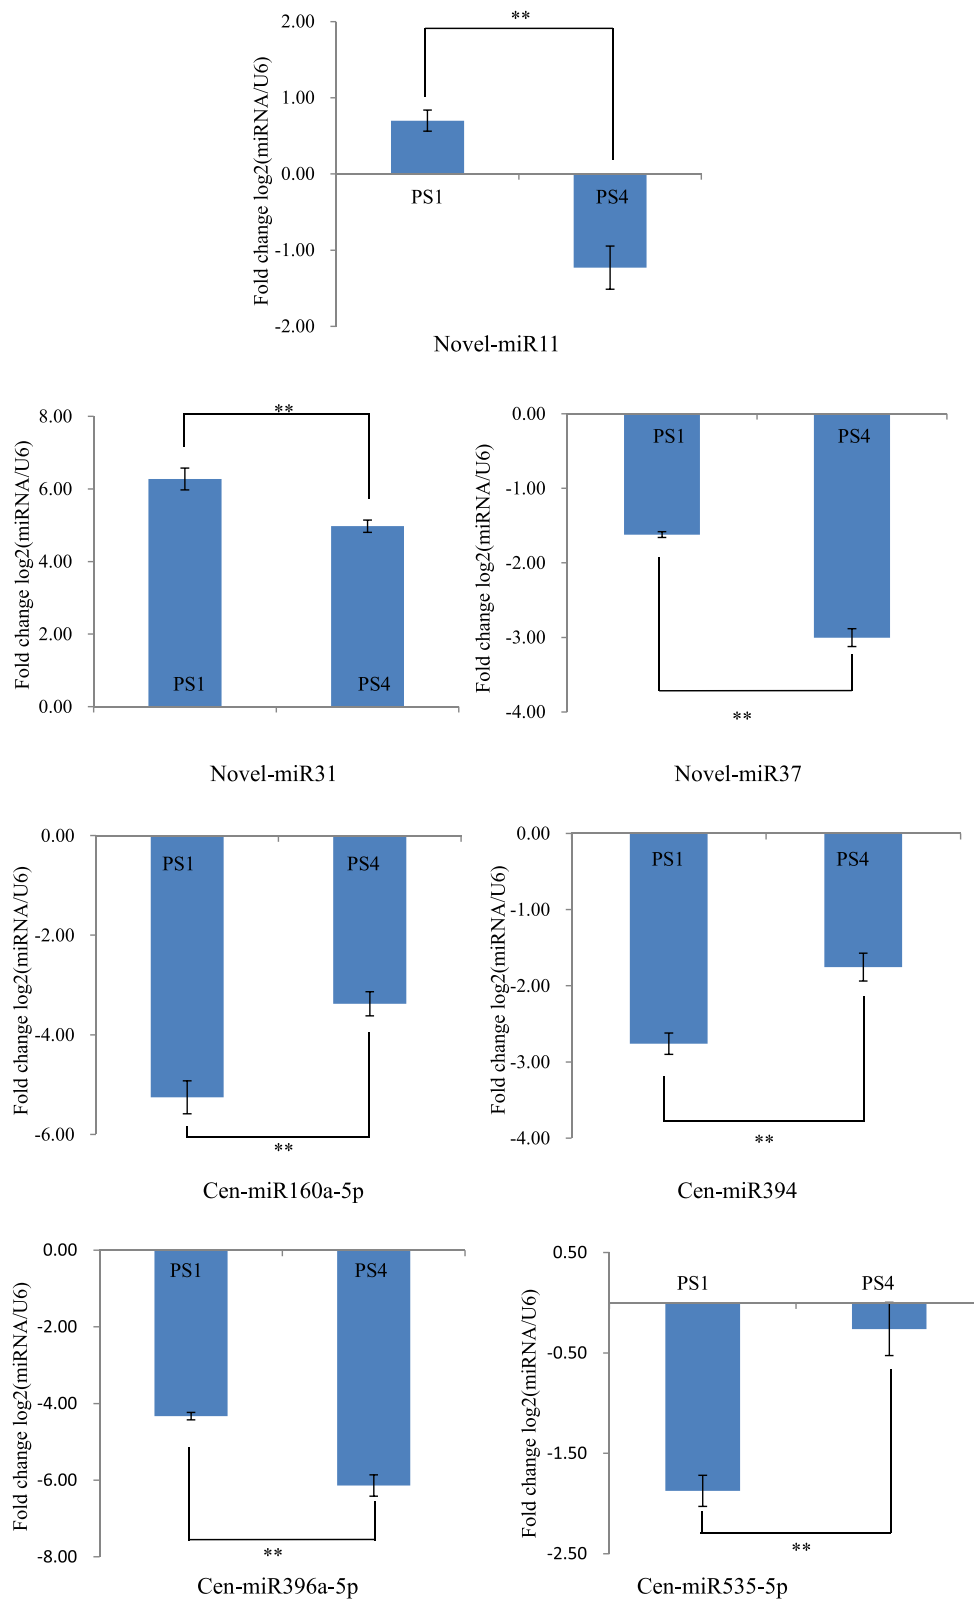 2.00
1.00
0.00
-1.00
-2.00
Fold change log2(miRNA/U6)
**
PS1
PS4
Novel-miR11
8.00
6.00
4.00
2.00
0.00
Fold change log2(miRNA/U6)
**
PS1
PS4
Novel-miR31
0.00
-1.00
-2.00
-3.00
-4.00
Fold change log2(miRNA/U6)
PS1
PS4
**
Novel-miR37
0.00
-2.00
-4.00
-6.00
Fold change log2(miRNA/U6)
PS1
PS4
**
Cen-miR160a-5p
0.00
-1.00
-2.00
-3.00
-4.00
Fold change log2(miRNA/U6)
PS1
PS4
**
Cen-miR394
0.00
-2.00
-4.00
-6.00
-8.00
Fold change log2(miRNA/U6)
PS1
PS4
**
Cen-miR396a-5p
0.50
-0.50
-1.50
-2.50
Fold change log2(miRNA/U6)
PS1
PS4
**
Cen-miR535-5p